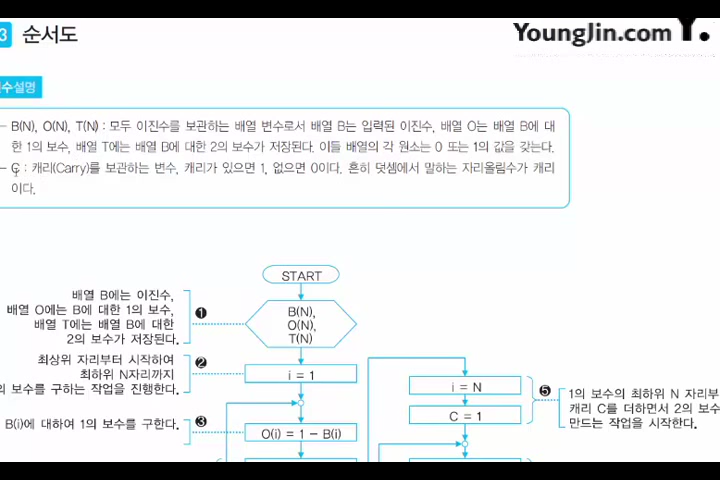 3 순서도
YoungJin.com Y.
수설명
– B(N), O(N), T(N) : 모두 이진수를 보관하는 배열 변수로서 배열 B는 입력된 이진수, 배열 O는 배열 B에 대
한 1의 보수, 배열 T에는 배열 B에 대한 2의 보수가 저장된다. 이들 배열의 각 원소는 0 또는 1의 값을 갖는다.
– C : 캐리(Carry)를 보관하는 변수, 캐리가 있으면 1, 없으면 0이다. 흔히 덧셈에서 말하는 자리올림수가 캐리
이다.
START
배열 B에는 이진수,
배열 O에는 B에 대한 1의 보수,
배열 T에는 배열 B에 대한
2의 보수가 저장된다.
❶
B(N),
O(N),
T(N)
최상위 자리부터 시작하여
최하위 N자리까지
의 보수를 구하는 작업을 진행한다.
❷
i = 1
B(i)에 대하여 1의 보수를 구한다.
❸
O(i) = 1 – B(i)
i = N
C = 1
❺
1의 보수의 최하위 N 자리부
캐리 C를 더하면서 2의 보수
만드는 작업을 시작한다.